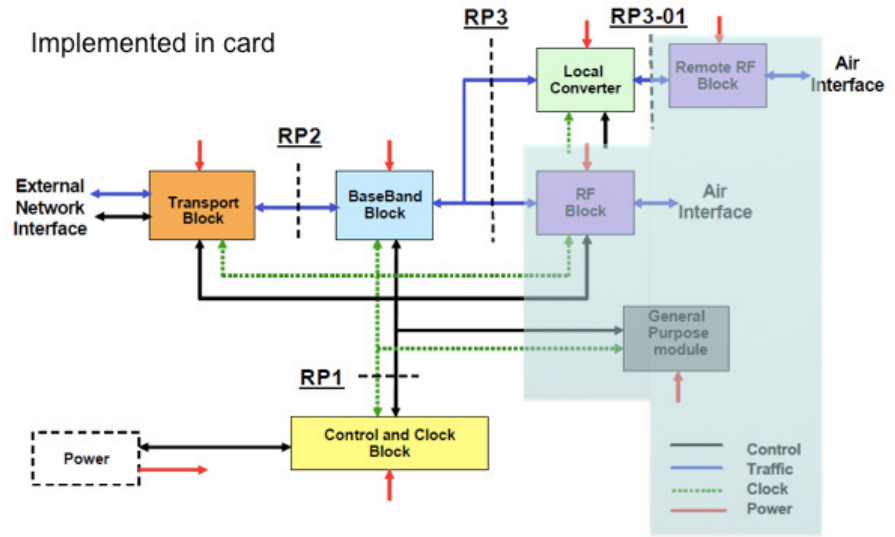 Implemented in card
RP3
RP3-01
Local
Converter
Remote RF
Block
Air
Interface
RP2
External
Network
Interface
Transport
Block
BaseBand
Block
RF
Block
Air
Interface
General
Purpose
module
RP1
Control and Clock
Block
Power
Control
Traffic
Clock
Power